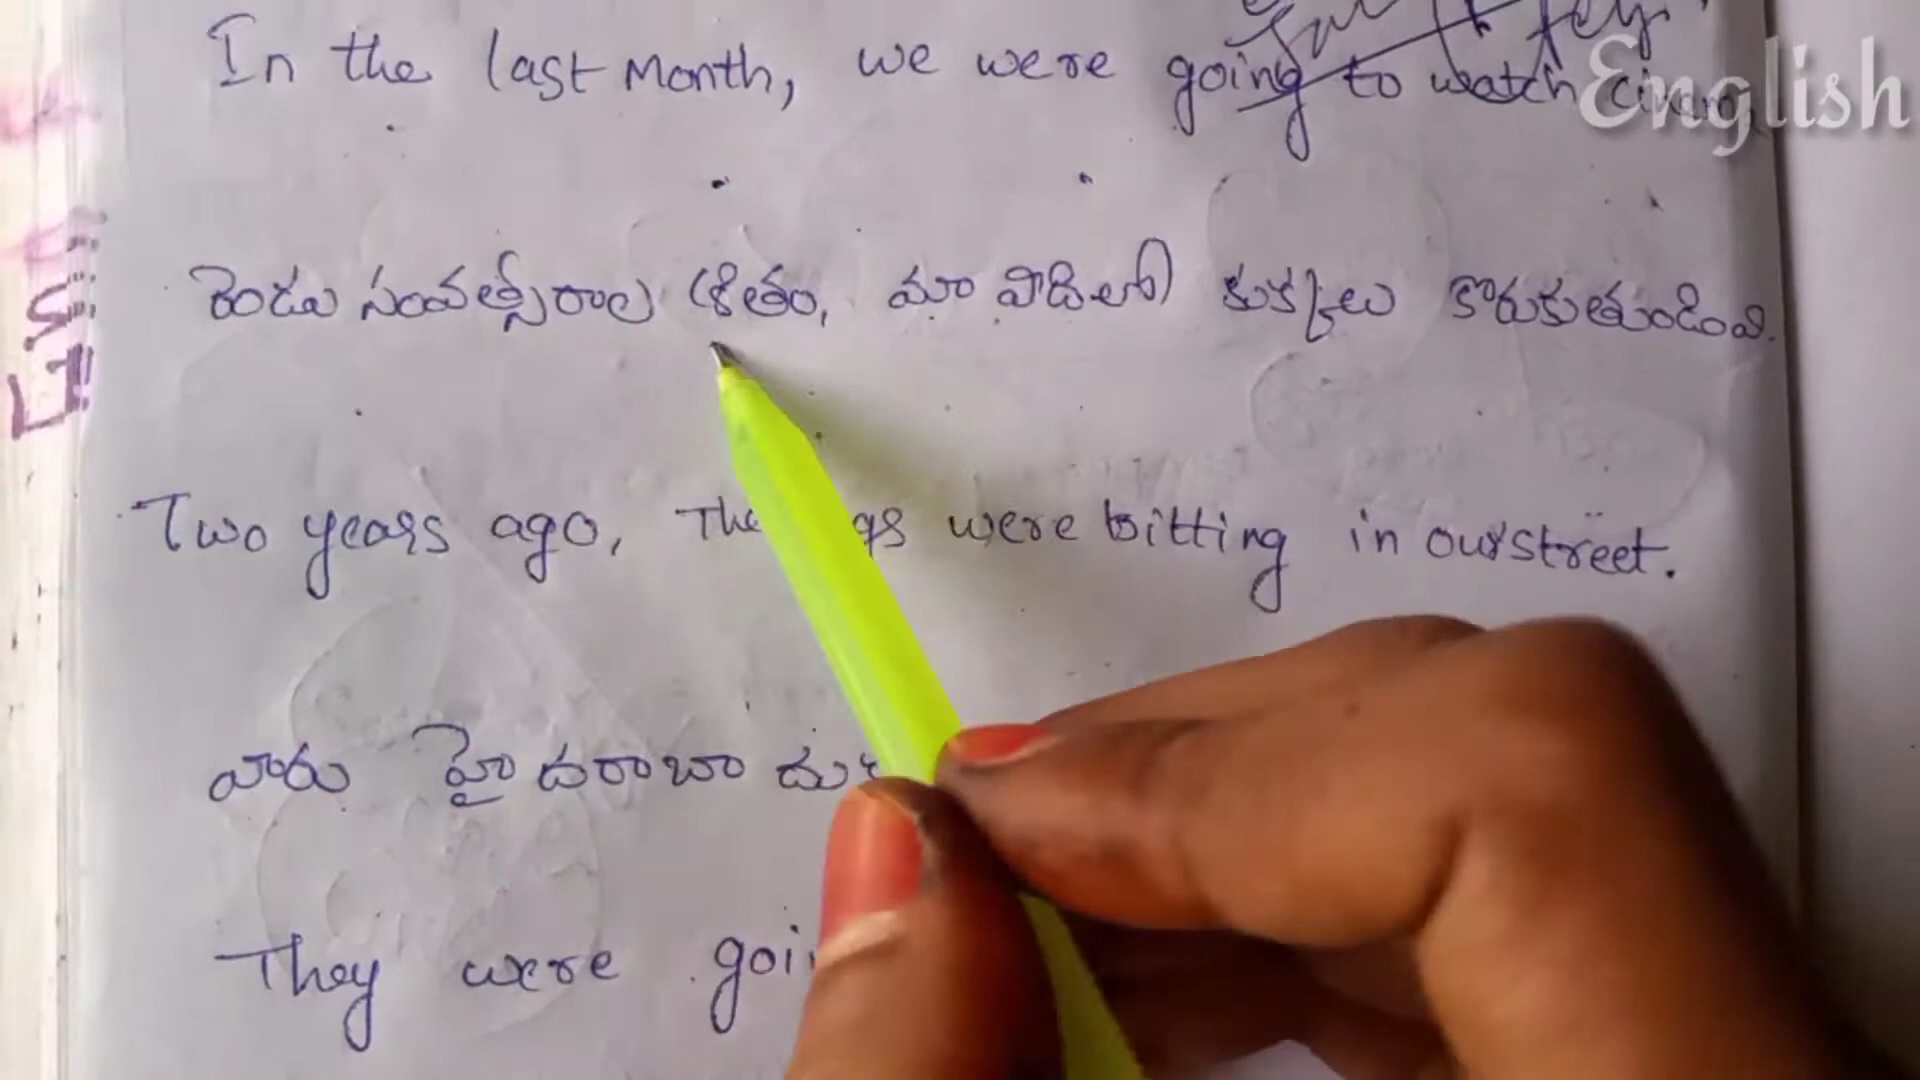 In the last Month, we were going to watch
English
రెండు సంవత్సరాల క్రితం, మా వీధిలో కుక్కలు కొరుకుతుండినవి.
Two years ago, The were bitting in our street.
వారు హైదరాబాదు
They were